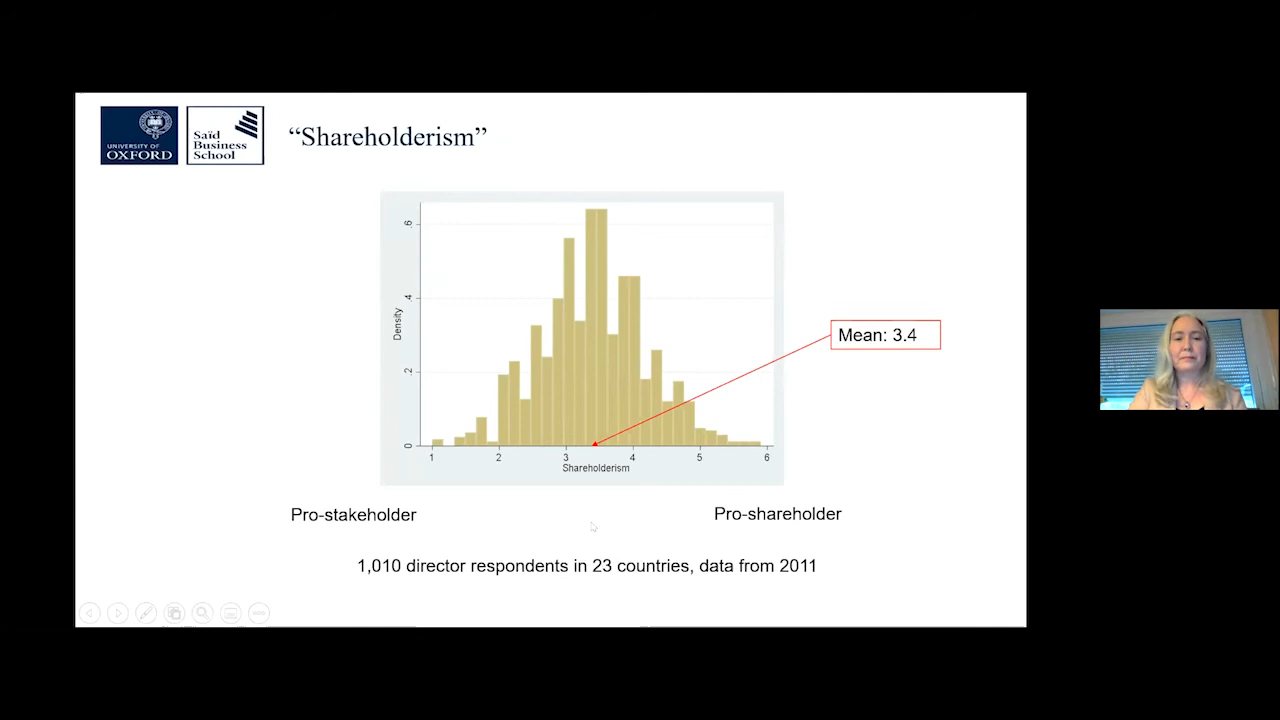 UNIVERSITY OF
OXFORD
Saïd
Business
School
“Shareholderism”
.6
.4
.2
0
Density
1 2 3 4 5 6
Shareholderism
Mean: 3.4
Pro-stakeholder
Pro-shareholder
1,010 director respondents in 23 countries, data from 2011